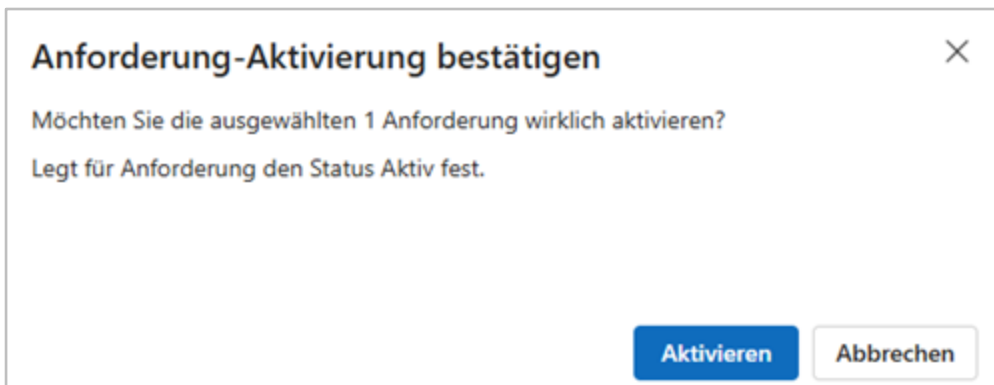 Anforderung-Aktivierung bestätigen
Möchten Sie die ausgewählten 1 Anforderung wirklich aktivieren?
Legt für Anforderung den Status Aktiv fest.
Aktivieren Abbrechen